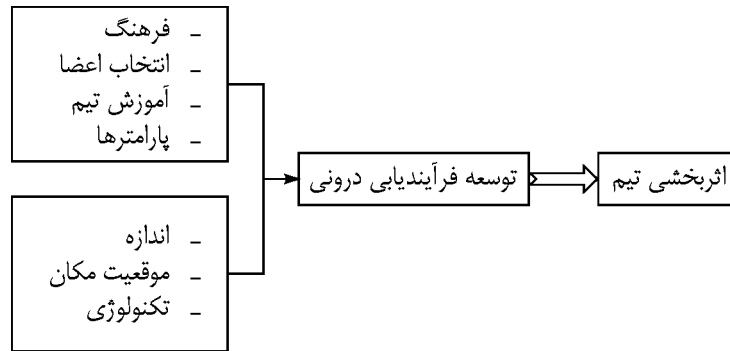 - فرهنگ
- انتخاب اعضا
- آموزش تیم
- پارامترها
- اندازه
- موقعیت مکان
- تکنولوژی
توسعه فرآیندیابی درونی
اثربخشی تیم